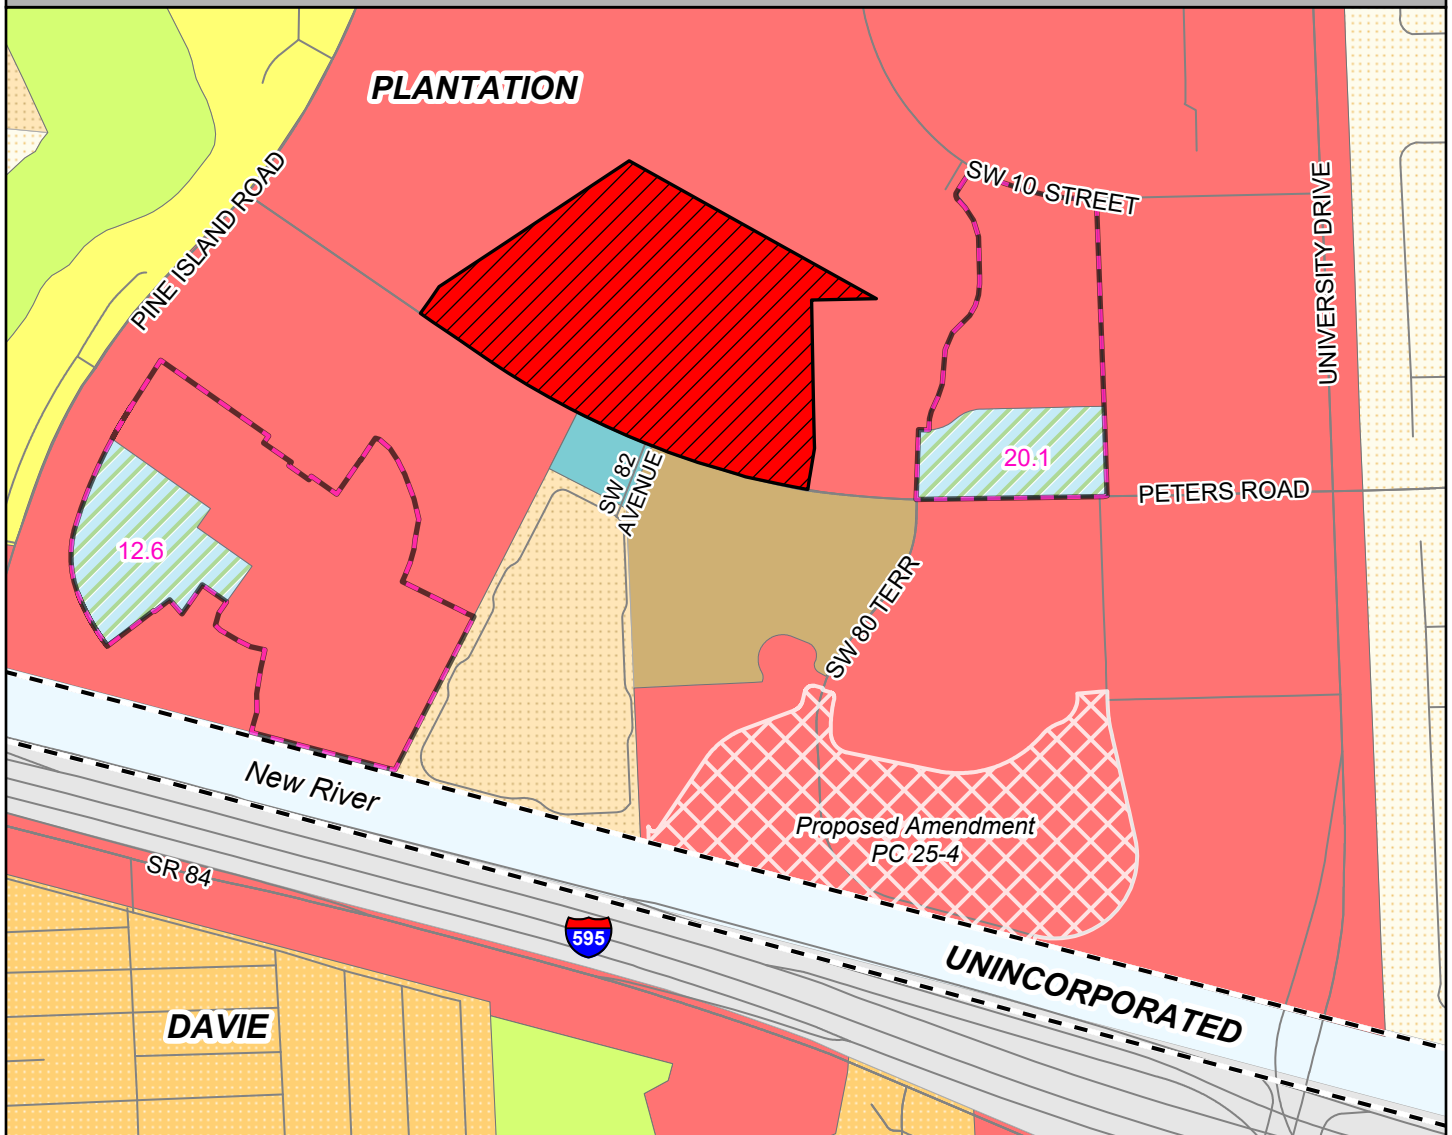 PLANTATION
PINE ISLAND ROAD
SW 10 STREET
UNIVERSITY DRIVE
SW 82
AVENUE
20.1
PETERS ROAD
12.6
SW 80 TERR
New River
Proposed Amendment
PC 25-4
SR 84
595
UNINCORPORATED
DAVIE